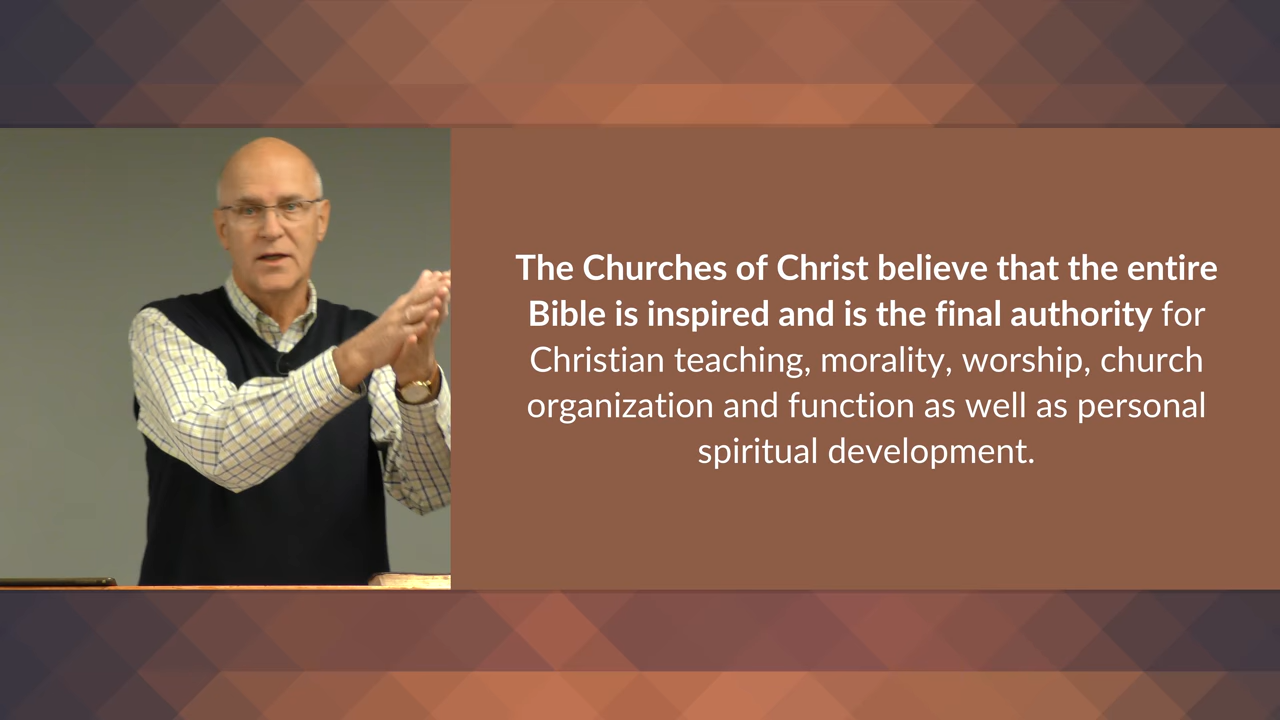 The Churches of Christ believe that the entire
Bible is inspired and is the final authority for
Christian teaching, morality, worship, church
organization and function as well as personal
spiritual development.